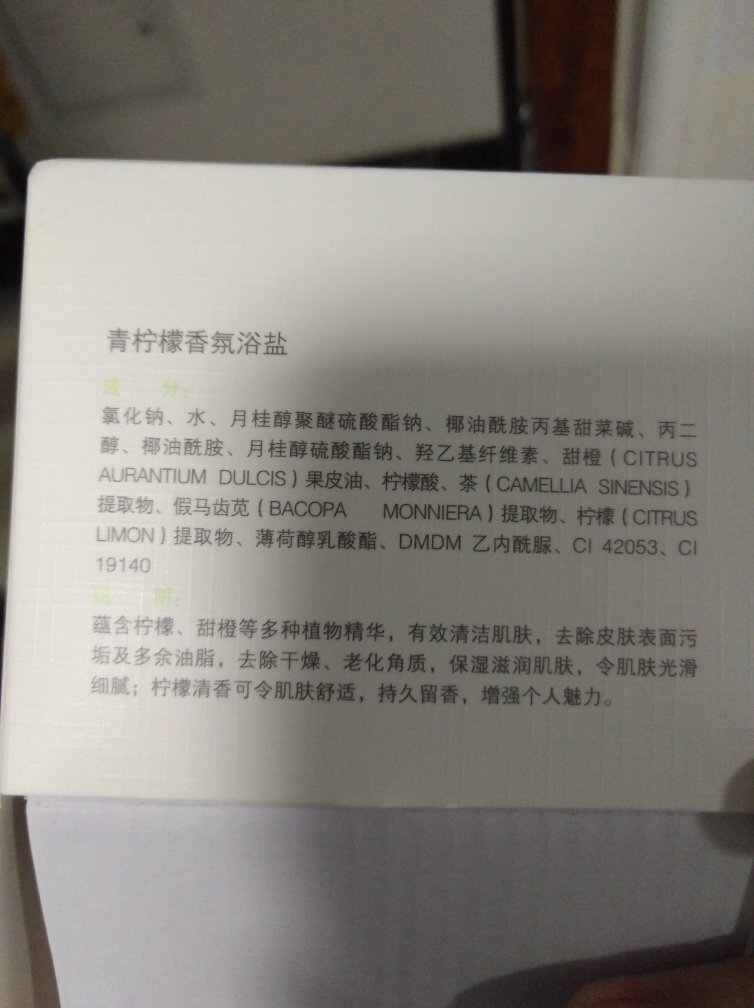 青柠檬香氛浴盐
成 分：
氯化钠、水、月桂醇聚醚硫酸酯钠、椰油酰胺丙基甜菜碱、丙二
醇、椰油酰胺、月桂醇硫酸酯钠、羟乙基纤维素、甜橙（CITRUS
AURANTIUM DULCIS）果皮油、柠檬酸、茶（CAMELLIA SINENSIS）
提取物、假马齿苋（BACOPA MONNIERA）提取物、柠檬（CITRUS
LIMON）提取物、薄荷醇乳酸酯、DMDM 乙内酰脲、CI 42053、CI
19140
说 明：
蕴含柠檬、甜橙等多种植物精华，有效清洁肌肤，去除皮肤表面污
垢及多余油脂，去除干燥、老化角质，保湿滋润肌肤，令肌肤光滑
细腻；柠檬清香可令肌肤舒适，持久留香，增强个人魅力。